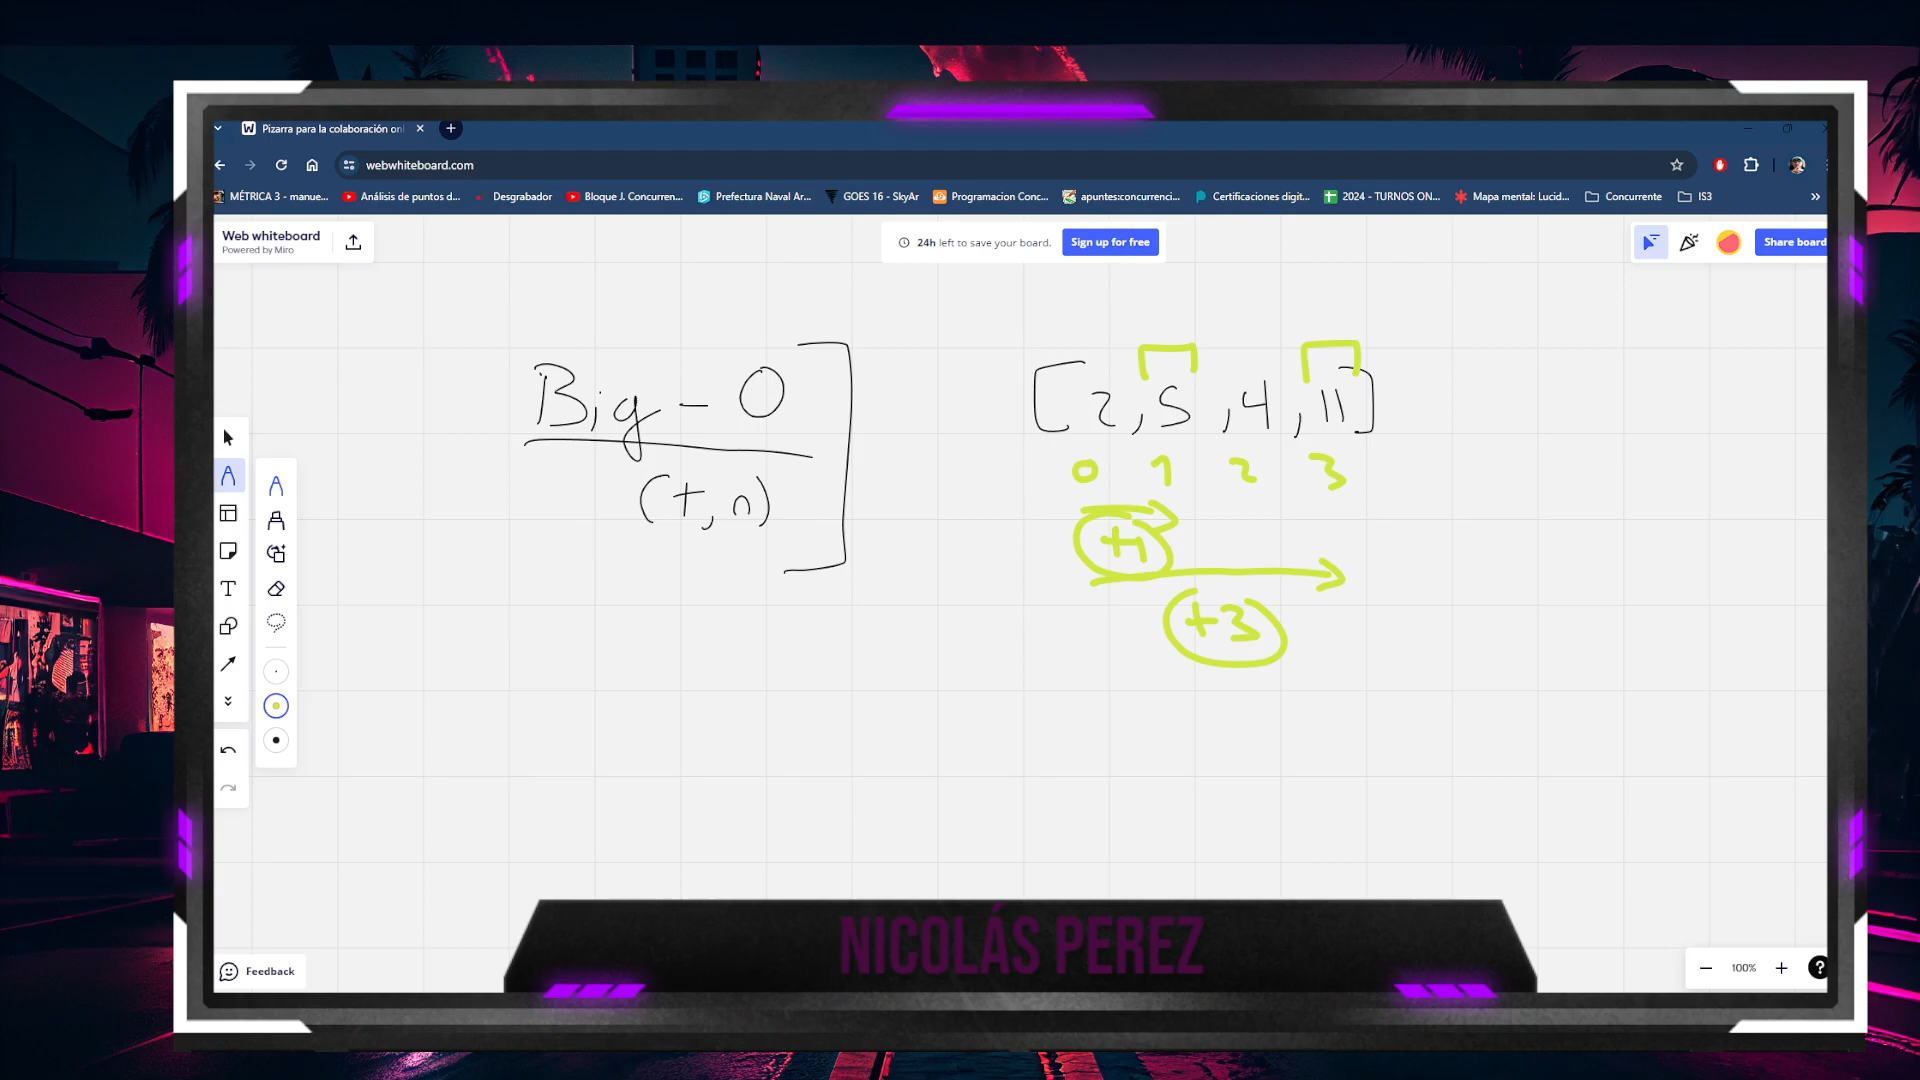 Pizarra para la colaboración onl
webwhiteboard.com
MÉTRICA 3 - manue...
Análisis de puntos d...
Desgrabador
Bloque J. Concurren...
Prefectura Naval Ar...
GOES 16 - SkyAr
Programacion Conc...
apuntes:concurrenci...
Certificaciones digit...
2024 - TURNOS ON...
Mapa mental: Lucid...
Concurrente
IS3
»
Web whiteboard
Powered by Miro
24h left to save your board.
Sign up for free
Share board
Big - O
(t, n)
[2, 5, 4, 11]
0 1 2 3
+1
+3
NICOLÁS PEREZ
Feedback
100%